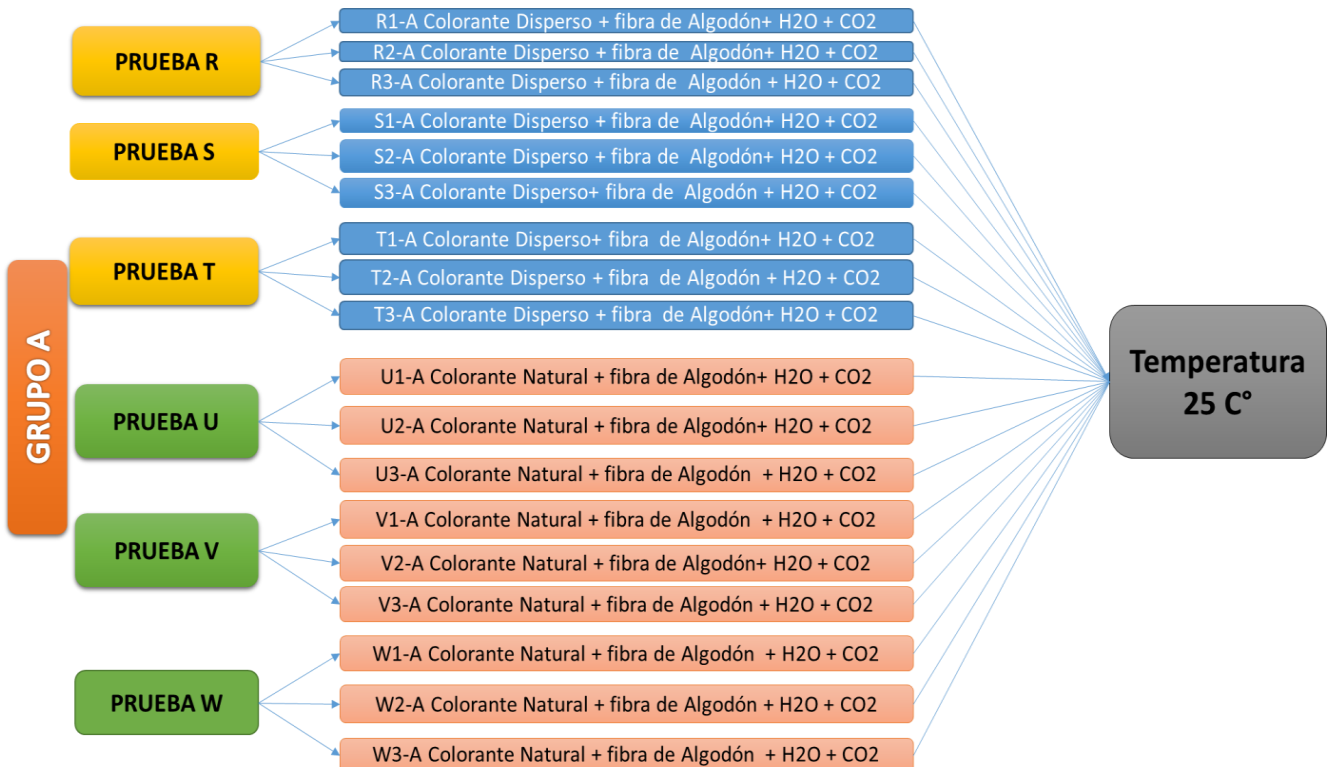 GRUPO A
PRUEBA R
R1-A Colorante Disperso + fibra de Algodón+ H2O + CO2
R2-A Colorante Disperso + fibra de Algodón+ H2O + CO2
R3-A Colorante Disperso + fibra de Algodón + H2O + CO2
PRUEBA S
S1-A Colorante Disperso + fibra de Algodón+ H2O + CO2
S2-A Colorante Disperso + fibra de Algodón + H2O + CO2
S3-A Colorante Disperso+ fibra de Algodón + H2O + CO2
PRUEBA T
T1-A Colorante Disperso+ fibra de Algodón+ H2O + CO2
T2-A Colorante Disperso + fibra de Algodón + H2O + CO2
T3-A Colorante Disperso + fibra de Algodón+ H2O + CO2
PRUEBA U
U1-A Colorante Natural + fibra de Algodón+ H2O + CO2
U2-A Colorante Natural + fibra de Algodón+ H2O + CO2
U3-A Colorante Natural + fibra de Algodón + H2O + CO2
PRUEBA V
V1-A Colorante Natural + fibra de Algodón + H2O + CO2
V2-A Colorante Natural + fibra de Algodón+ H2O + CO2
V3-A Colorante Natural + fibra de Algodón + H2O + CO2
PRUEBA W
W1-A Colorante Natural + fibra de Algodón + H2O + CO2
W2-A Colorante Natural + fibra de Algodón + H2O + CO2
W3-A Colorante Natural + fibra de Algodón + H2O + CO2
Temperatura
25 C°